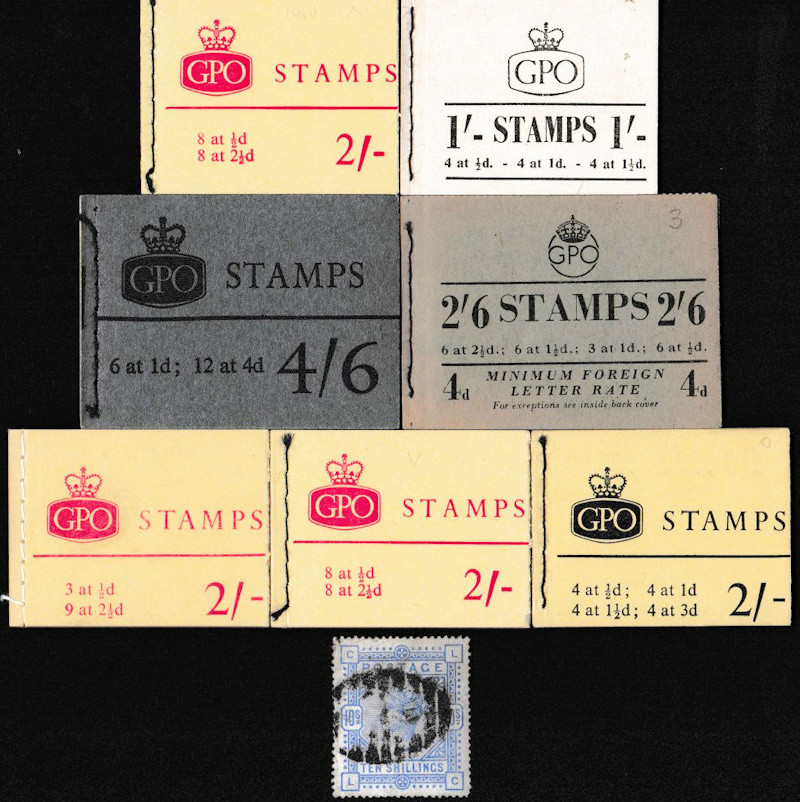 GPO STAMPS
8 at ½d
8 at 2½d 2/-
GPO
1'- STAMPS 1'-
4 at ½d. - 4 at 1d. - 4 at 1½d.
GPO STAMPS
6 at 1d; 12 at 4d 4/6
3
GPO
2'6 STAMPS 2'6
6 at 2½d.; 6 at 1½d.; 3 at 1d.; 6 at ½d.
4d MINIMUM FOREIGN LETTER RATE 4d
For exceptions see inside back cover
GPO STAMPS
3 at ½d
9 at 2½d 2/-
GPO STAMPS
8 at ½d
8 at 2½d 2/-
GPO STAMPS
4 at ½d; 4 at 1d
4 at 1½d; 4 at 3d 2/-
C L
POSTAGE
10S
TEN SHILLINGS
L C